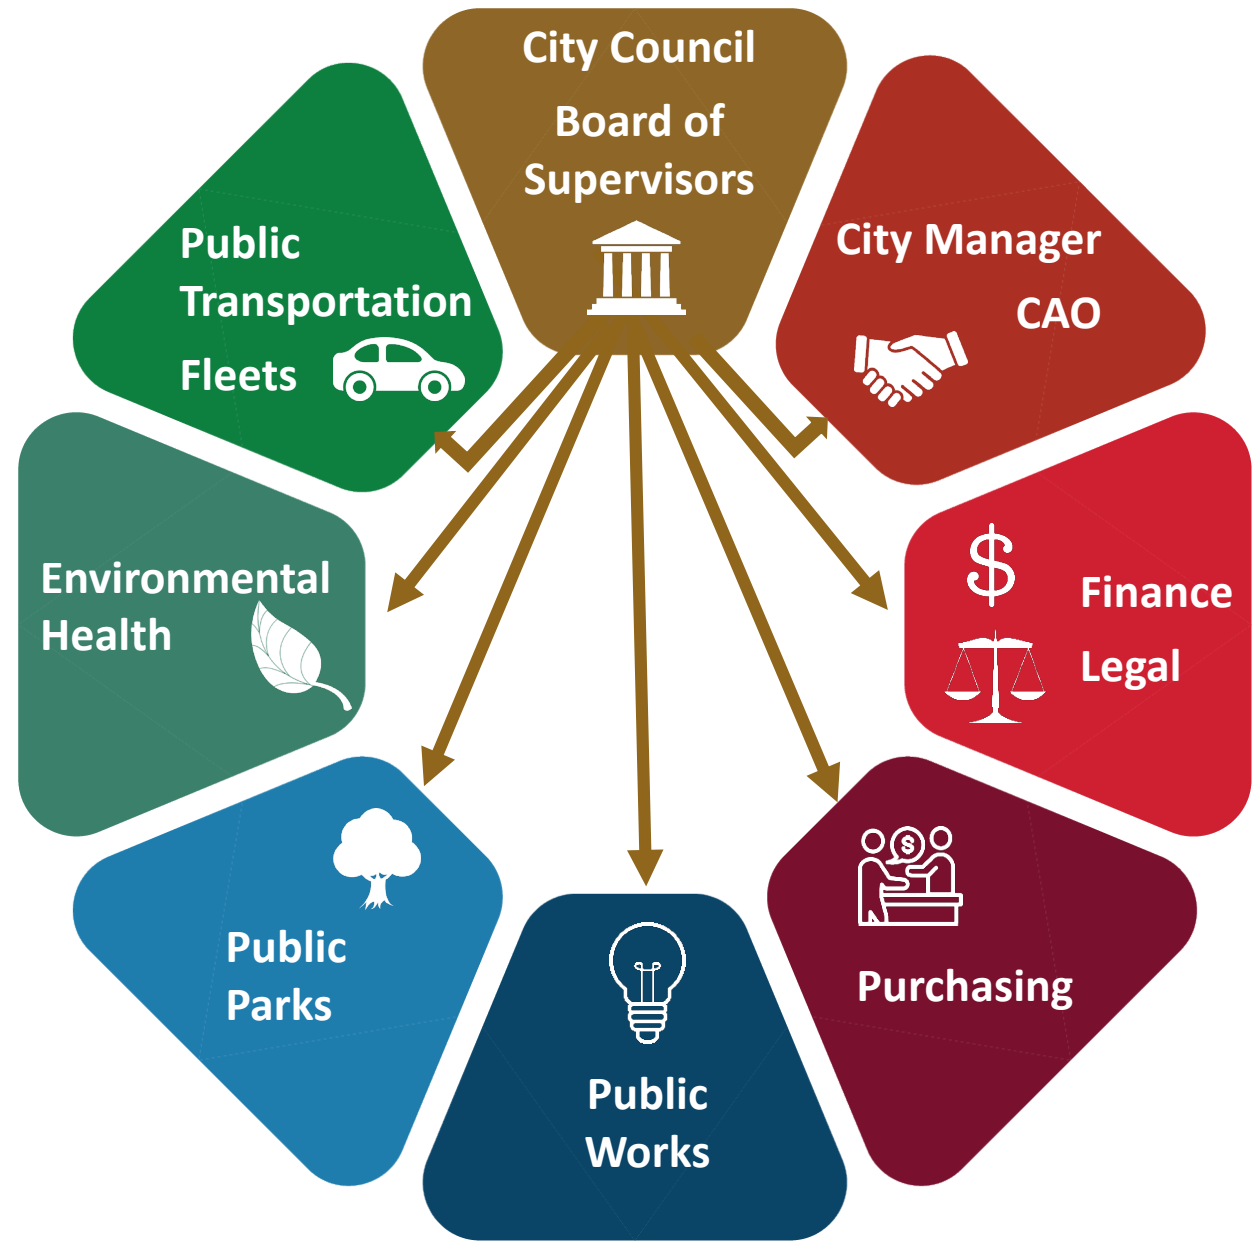 City Council
Board of
Supervisors
City Manager
CAO
$
Finance
Legal
$
Purchasing
Public
Works
Public
Parks
Environmental
Health
Public
Transportation
Fleets